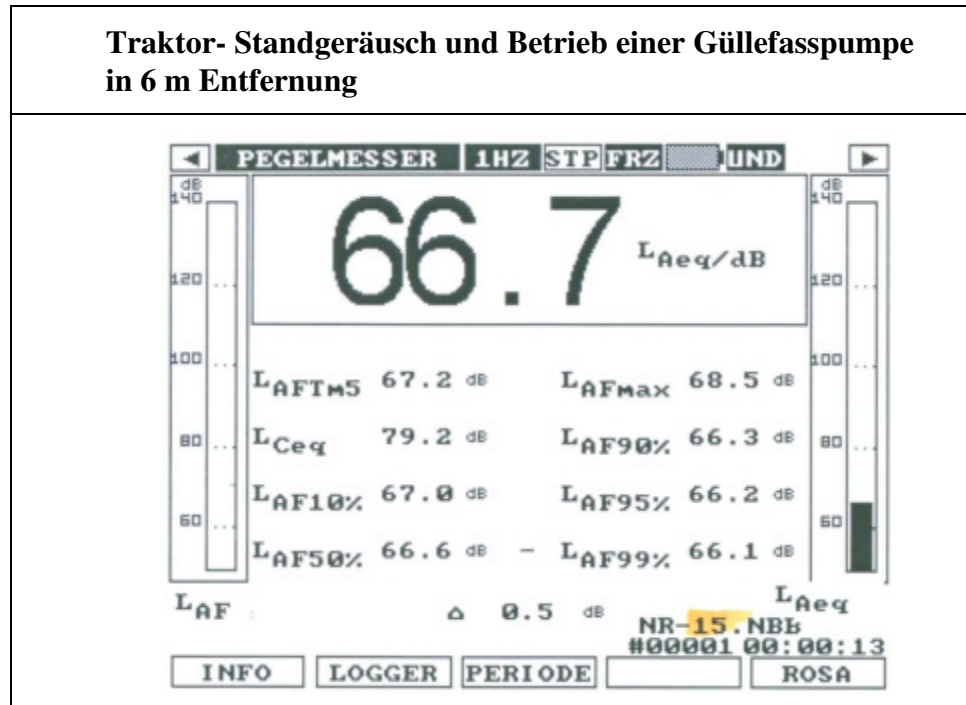 Traktor- Standgeräusch und Betrieb einer Güllefasspumpe
in 6 m Entfernung
PEGELMESSER 1HZ STP FRZ UND
dB dB
140 140
66.7 LAeq/dB
120 120
100 100
LAFTm5 67.2 dB LAFmax 68.5 dB
80 LCeq 79.2 dB LAF90% 66.3 dB 80
LAF10% 67.0 dB LAF95% 66.2 dB
60 60
LAF50% 66.6 dB - LAF99% 66.1 dB
LAF LAeq
Δ 0.5 dB
NR-15.NBB
#00001 00:00:13
INFO LOGGER PERIODE ROSA